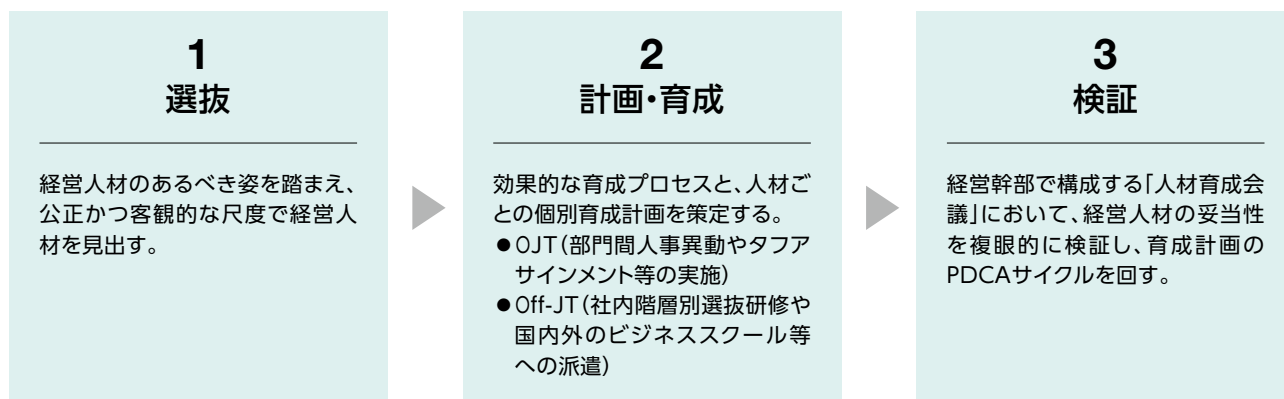 1
選抜
経営人材のあるべき姿を踏まえ、
公正かつ客観的な尺度で経営人
材を見出す。
2
計画・育成
効果的な育成プロセスと、人材ご
との個別育成計画を策定する。
●OJT(部門間人事異動やタフア
サインメント等の実施)
●Off-JT(社内階層別選抜研修や
国内外のビジネススクール等
への派遣)
3
検証
経営幹部で構成する「人材育成会
議」において、経営人材の妥当性
を複眼的に検証し、育成計画の
PDCAサイクルを回す。